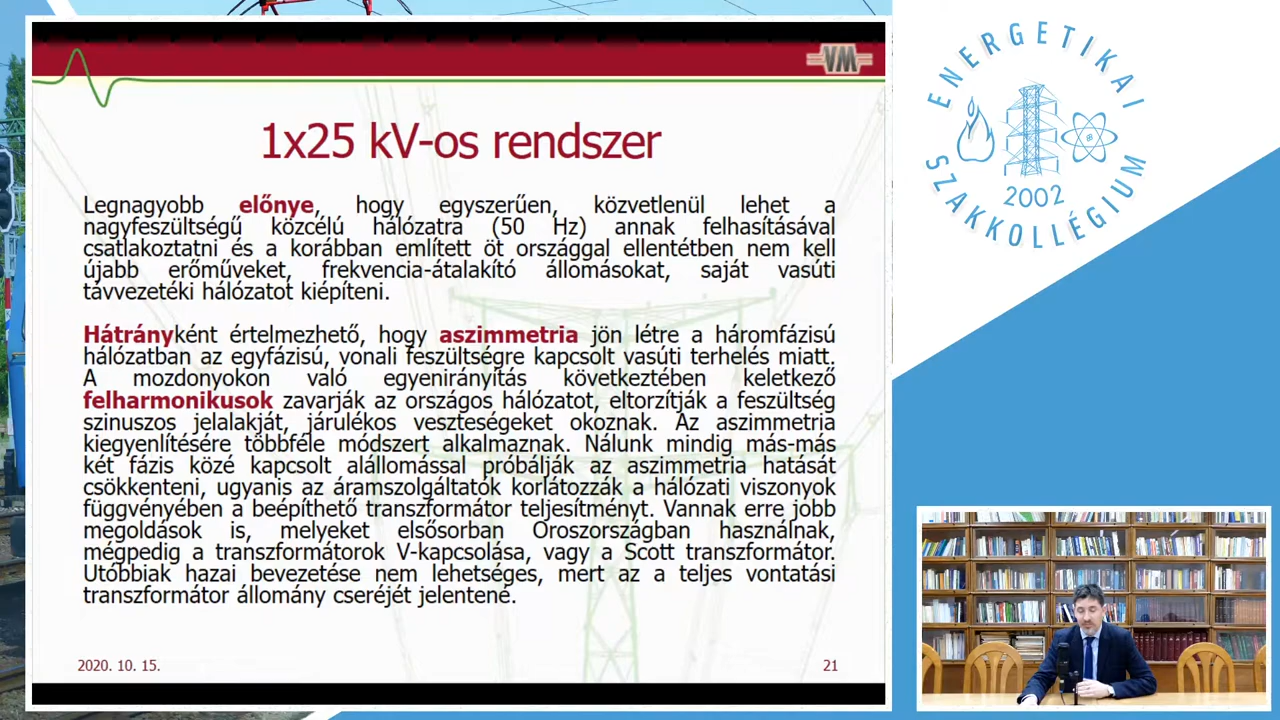 VM
1x25 kV-os rendszer
Legnagyobb előnye, hogy egyszerűen, közvetlenül lehet a
nagyfeszültségű közcélú hálózatra (50 Hz) annak felhasításával
csatlakoztatni és a korábban említett öt országgal ellentétben nem kell
újabb erőműveket, frekvencia-átalakító állomásokat, saját vasúti
távvezetéki hálózatot kiépíteni.
Hátrányként értelmezhető, hogy aszimmetria jön létre a háromfázisú
hálózatban az egyfázisú, vonali feszültségre kapcsolt vasúti terhelés miatt.
A mozdonyokon való egyenirányítás következtében keletkező
felharmonikusok zavarják az országos hálózatot, eltorzítják a feszültség
szinuszos jelalakját, járulékos veszteségeket okoznak. Az aszimmetria
kiegyenlítésére többféle módszert alkalmaznak. Nálunk mindig más-más
két fázis közé kapcsolt alállomással próbálják az aszimmetria hatását
csökkenteni, ugyanis az áramszolgáltatók korlátozzák a hálózati viszonyok
függvényében a beépíthető transzformátor teljesítményt. Vannak erre jobb
megoldások is, melyeket elsősorban Oroszországban használnak,
mégpedig a transzformátorok V-kapcsolása, vagy a Scott transzformátor.
Utóbbiak hazai bevezetése nem lehetséges, mert az a teljes vontatási
transzformátor állomány cseréjét jelentené.
2020. 10. 15.
21
ENERGETIKAI
2002
SZAKKOLLÉGIUM